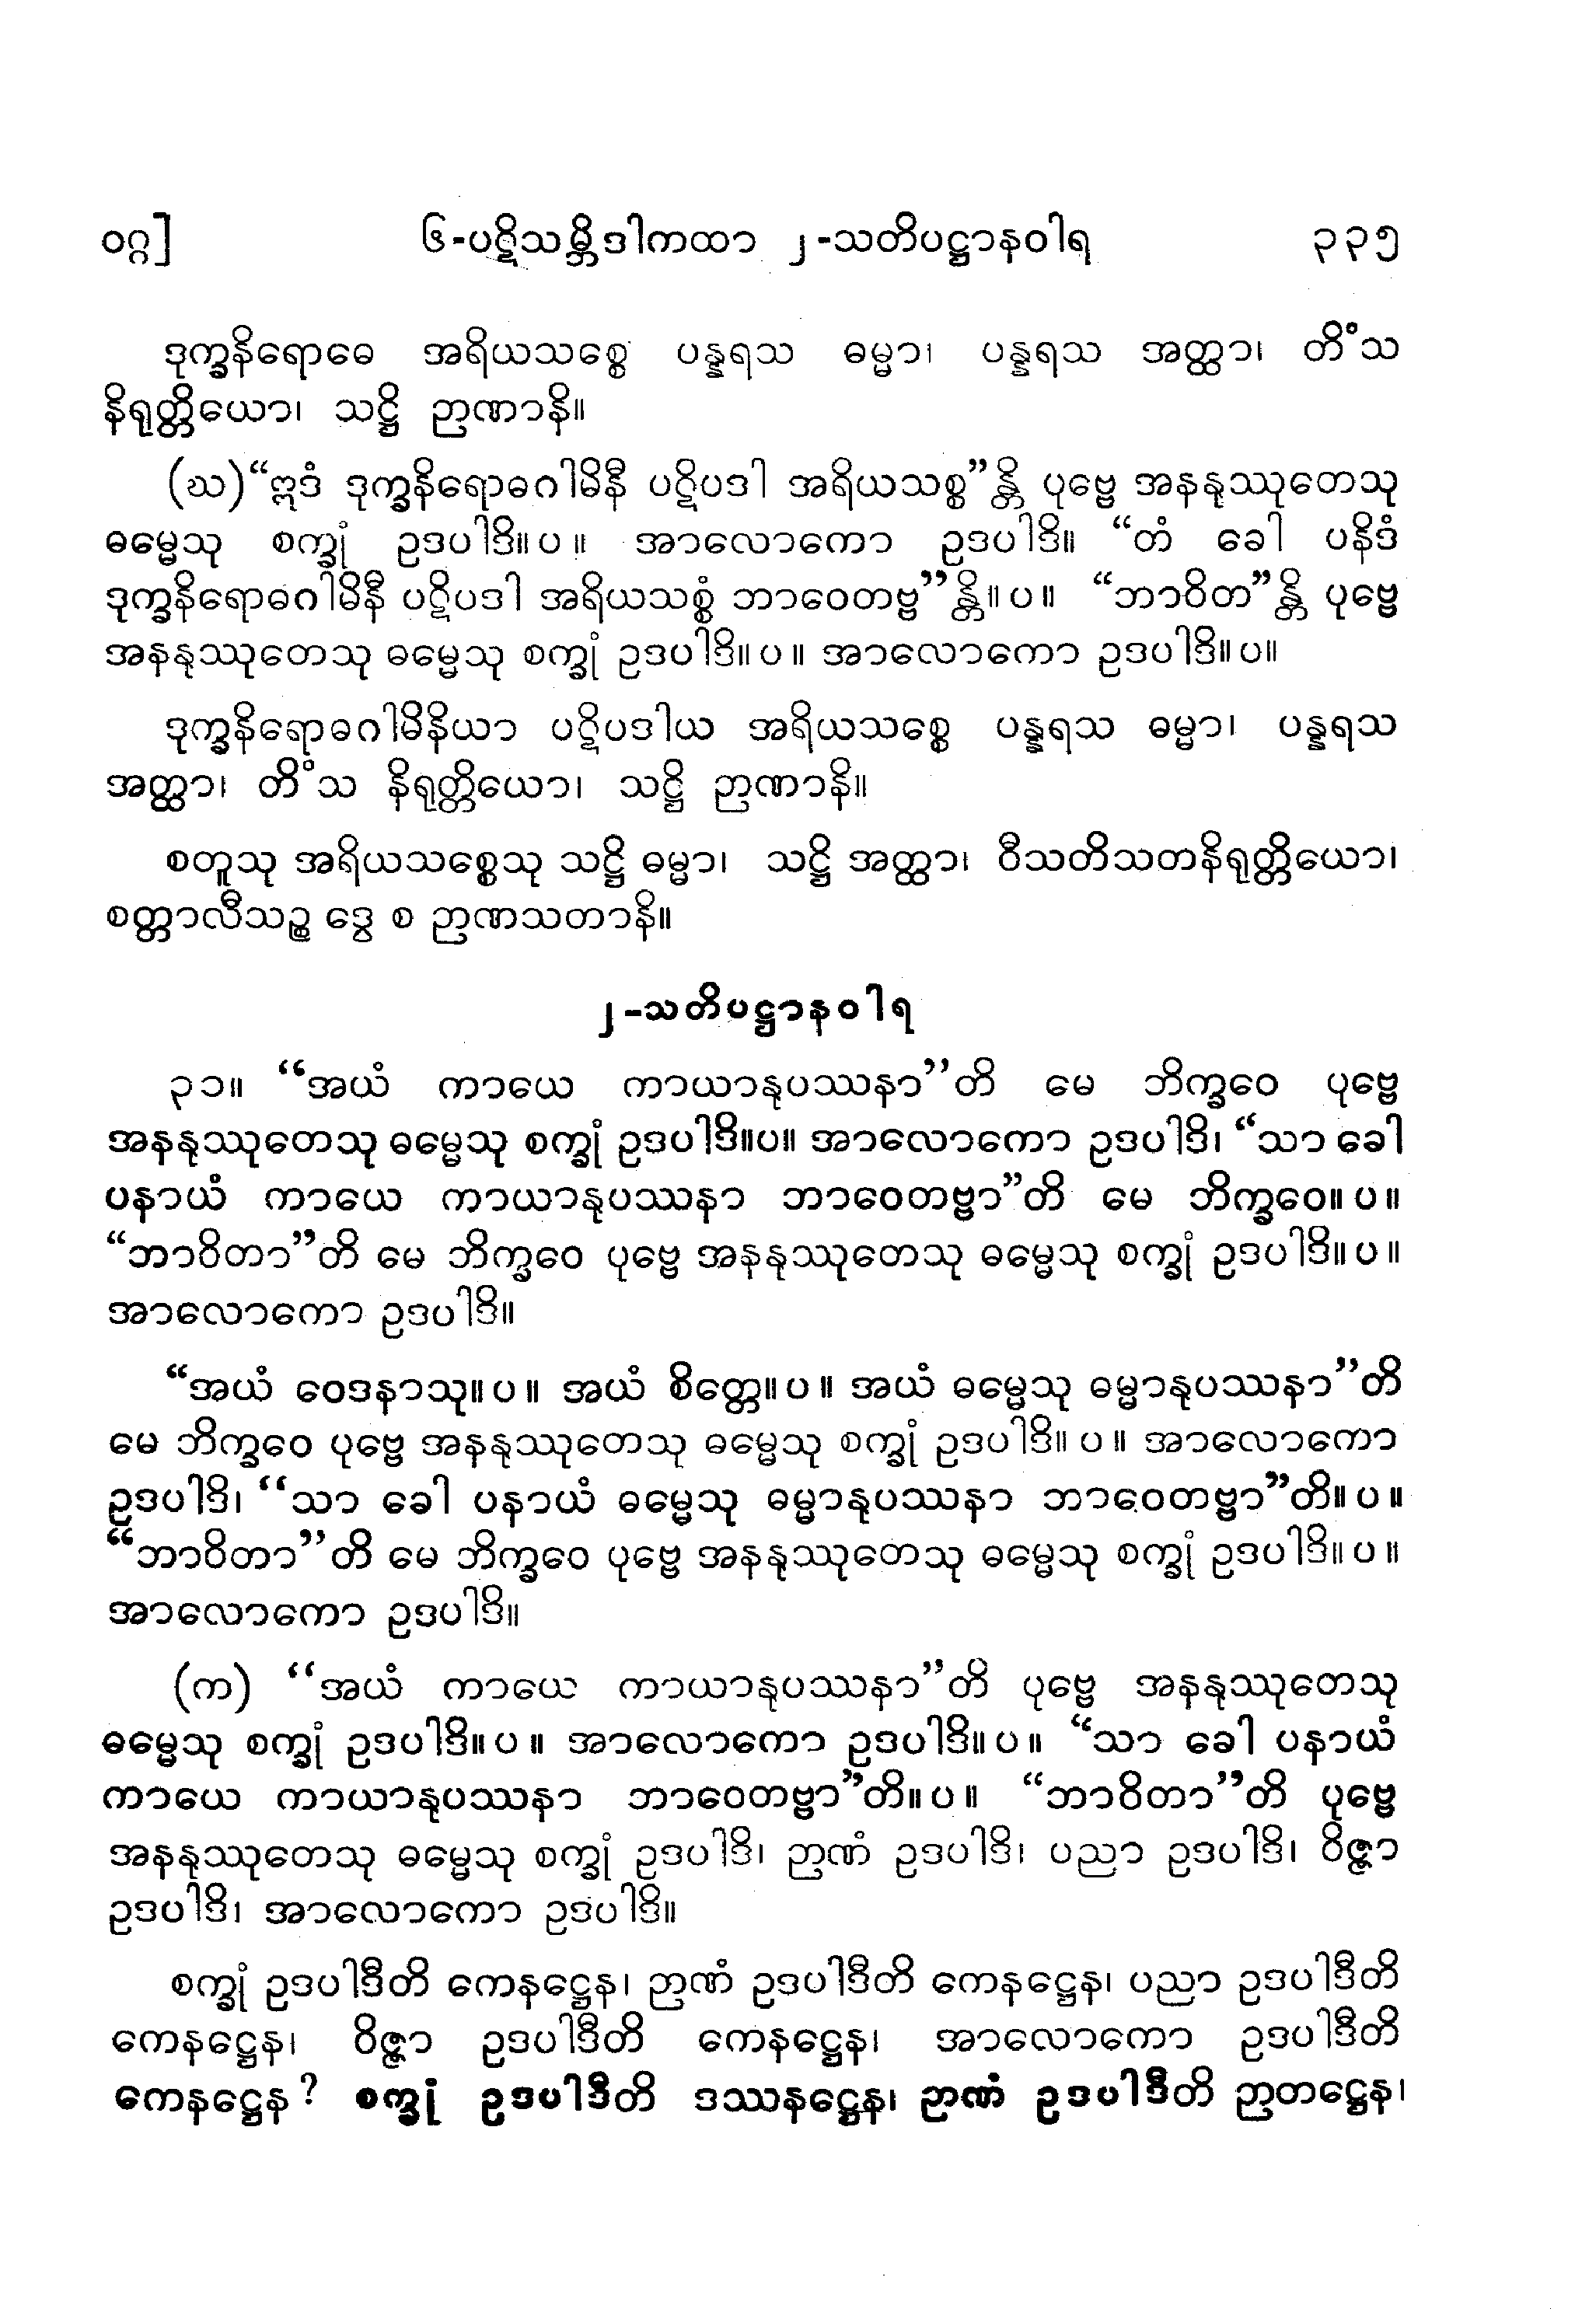 ဝဂ္ဂ] ၆-ပဋိသမ္ဘိဒါကထာ ၂-သတိပဋ္ဌာနဝါရ ၃၃၅
ဒုက္ခနိရောဓေ အရိယသစ္စေ ပန္နရသ ဓမ္မာ၊ ပန္နရသ အတ္ထာ၊ တိံသ
နိရုတ္တိယော၊ သဋ္ဌိ ဉာဏာနိ။
(ဃ) “ဣဒံ ဒုက္ခနိရောဓဂါမိနီ ပဋိပဒါ အရိယသစ္စ”န္တိ ပုဗ္ဗေ အနနုဿုတေသု
ဓမ္မေသု စက္ခုံ ဥဒပါဒိ။ပ။ အာလောကော ဥဒပါဒိ။ “တံ ခေါ ပနိဒံ
ဒုက္ခနိရောဓဂါမိနီ ပဋိပဒါ အရိယသစ္စံ ဘာဝေတဗ္ဗ”န္တိ။ပ။ “ဘာဝိတ”န္တိ ပုဗ္ဗေ
အနနုဿုတေသု ဓမ္မေသု စက္ခုံ ဥဒပါဒိ။ပ။ အာလောကော ဥဒပါဒိ။ပ။
ဒုက္ခနိရောဓဂါမိနိယာ ပဋိပဒါယ အရိယသစ္စေ ပန္နရသ ဓမ္မာ၊ ပန္နရသ
အတ္ထာ၊ တိံသ နိရုတ္တိယော၊ သဋ္ဌိ ဉာဏာနိ။
စတူသု အရိယသစ္စေသု သဋ္ဌိ ဓမ္မာ၊ သဋ္ဌိ အတ္ထာ၊ ဝီသတိသတနိရုတ္တိယော၊
စတ္တာလီသဉ္စ ဒွေ စ ဉာဏသတာနိ။
၂-သတိပဋ္ဌာနဝါရ
၃၁။ “အယံ ကာယေ ကာယာနုပဿနာ”တိ မေ ဘိက္ခဝေ ပုဗ္ဗေ
အနနုဿုတေသု ဓမ္မေသု စက္ခုံ ဥဒပါဒိ။ပ။ အာလောကော ဥဒပါဒိ၊ “သာ ခေါ
ပနာယံ ကာယေ ကာယာနုပဿနာ ဘာဝေတဗ္ဗာ”တိ မေ ဘိက္ခဝေ။ပ။
“ဘာဝိတာ”တိ မေ ဘိက္ခဝေ ပုဗ္ဗေ အနနုဿုတေသု ဓမ္မေသု စက္ခုံ ဥဒပါဒိ။ပ။
အာလောကော ဥဒပါဒိ။
“အယံ ဝေဒနာသု။ပ။ အယံ စိတ္တေ။ပ။ အယံ ဓမ္မေသု ဓမ္မာနုပဿနာ”တိ
မေ ဘိက္ခဝေ ပုဗ္ဗေ အနနုဿုတေသု ဓမ္မေသု စက္ခုံ ဥဒပါဒိ။ပ။ အာလောကော
ဥဒပါဒိ၊ “သာ ခေါ ပနာယံ ဓမ္မေသု ဓမ္မာနုပဿနာ ဘာဝေတဗ္ဗာ”တိ။ပ။
“ဘာဝိတာ”တိ မေ ဘိက္ခဝေ ပုဗ္ဗေ အနနုဿုတေသု ဓမ္မေသု စက္ခုံ ဥဒပါဒိ။ပ။
အာလောကော ဥဒပါဒိ။
(က) “အယံ ကာယေ ကာယာနုပဿနာ”တိ ပုဗ္ဗေ အနနုဿုတေသု
ဓမ္မေသု စက္ခုံ ဥဒပါဒိ။ပ။ အာလောကော ဥဒပါဒိ။ပ။ “သာ ခေါ ပနာယံ
ကာယေ ကာယာနုပဿနာ ဘာဝေတဗ္ဗာ”တိ။ပ။ “ဘာဝိတာ”တိ ပုဗ္ဗေ
အနနုဿုတေသု ဓမ္မေသု စက္ခုံ ဥဒပါဒိ၊ ဉာဏံ ဥဒပါဒိ၊ ပညာ ဥဒပါဒိ၊ ဝိဇ္ဇာ
ဥဒပါဒိ၊ အာလောကော ဥဒပါဒိ။
စက္ခုံ ဥဒပါဒီတိ ကေနဋ္ဌေန၊ ဉာဏံ ဥဒပါဒီတိ ကေနဋ္ဌေန၊ ပညာ ဥဒပါဒီတိ
ကေနဋ္ဌေန၊ ဝိဇ္ဇာ ဥဒပါဒီတိ ကေနဋ္ဌေန၊ အာလောကော ဥဒပါဒီတိ
ကေနဋ္ဌေန? စက္ခုံ ဥဒပါဒီတိ ဒဿနဋ္ဌေန၊ ဉာဏံ ဥဒပါဒီတိ ဉာတဋ္ဌေန၊